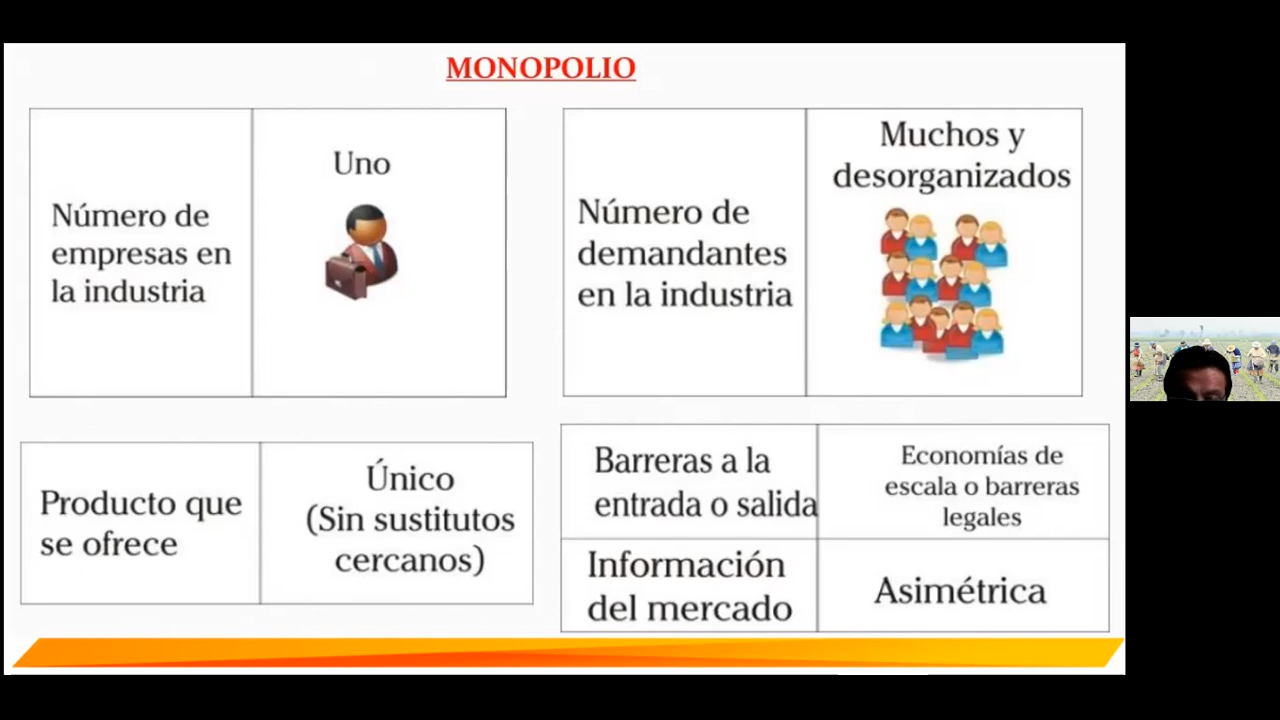 MONOPOLIO
Número de
empresas en
la industria
Uno
Número de
demandantes
en la industria
Muchos y
desorganizados
Producto que
se ofrece
Único
(Sin sustitutos
cercanos)
Barreras a la
entrada o salida
Economías de
escala o barreras
legales
Información
del mercado
Asimétrica